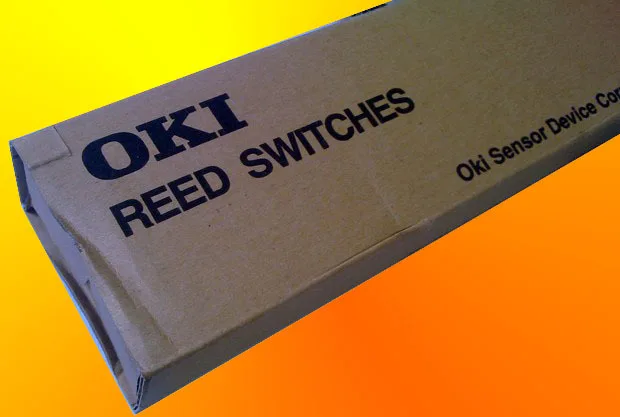 OKI
REED SWITCHES
Oki Sensor Device